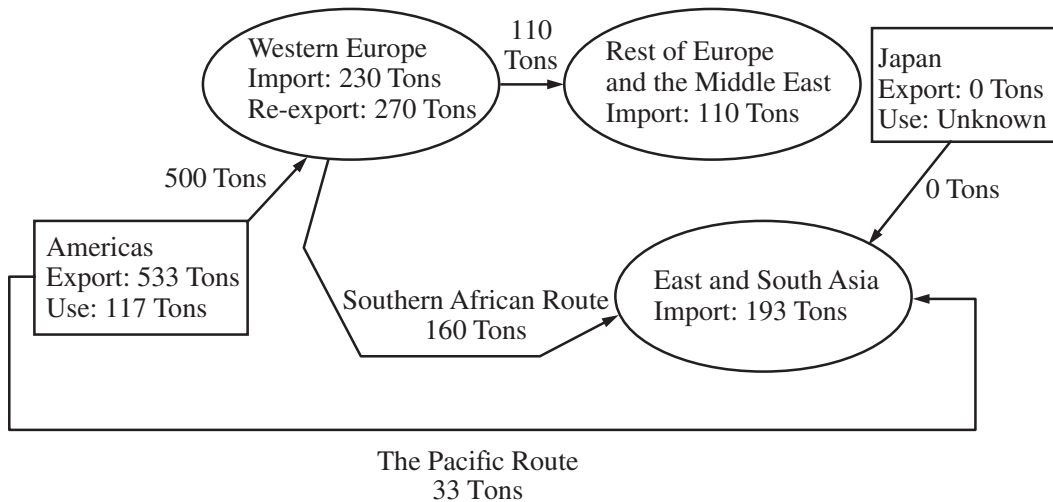 Western Europe
Import: 230 Tons
Re-export: 270 Tons
110
Tons
Rest of Europe
and the Middle East
Import: 110 Tons
Japan
Export: 0 Tons
Use: Unknown
500 Tons
0 Tons
Americas
Export: 533 Tons
Use: 117 Tons
Southern African Route
160 Tons
East and South Asia
Import: 193 Tons
The Pacific Route
33 Tons